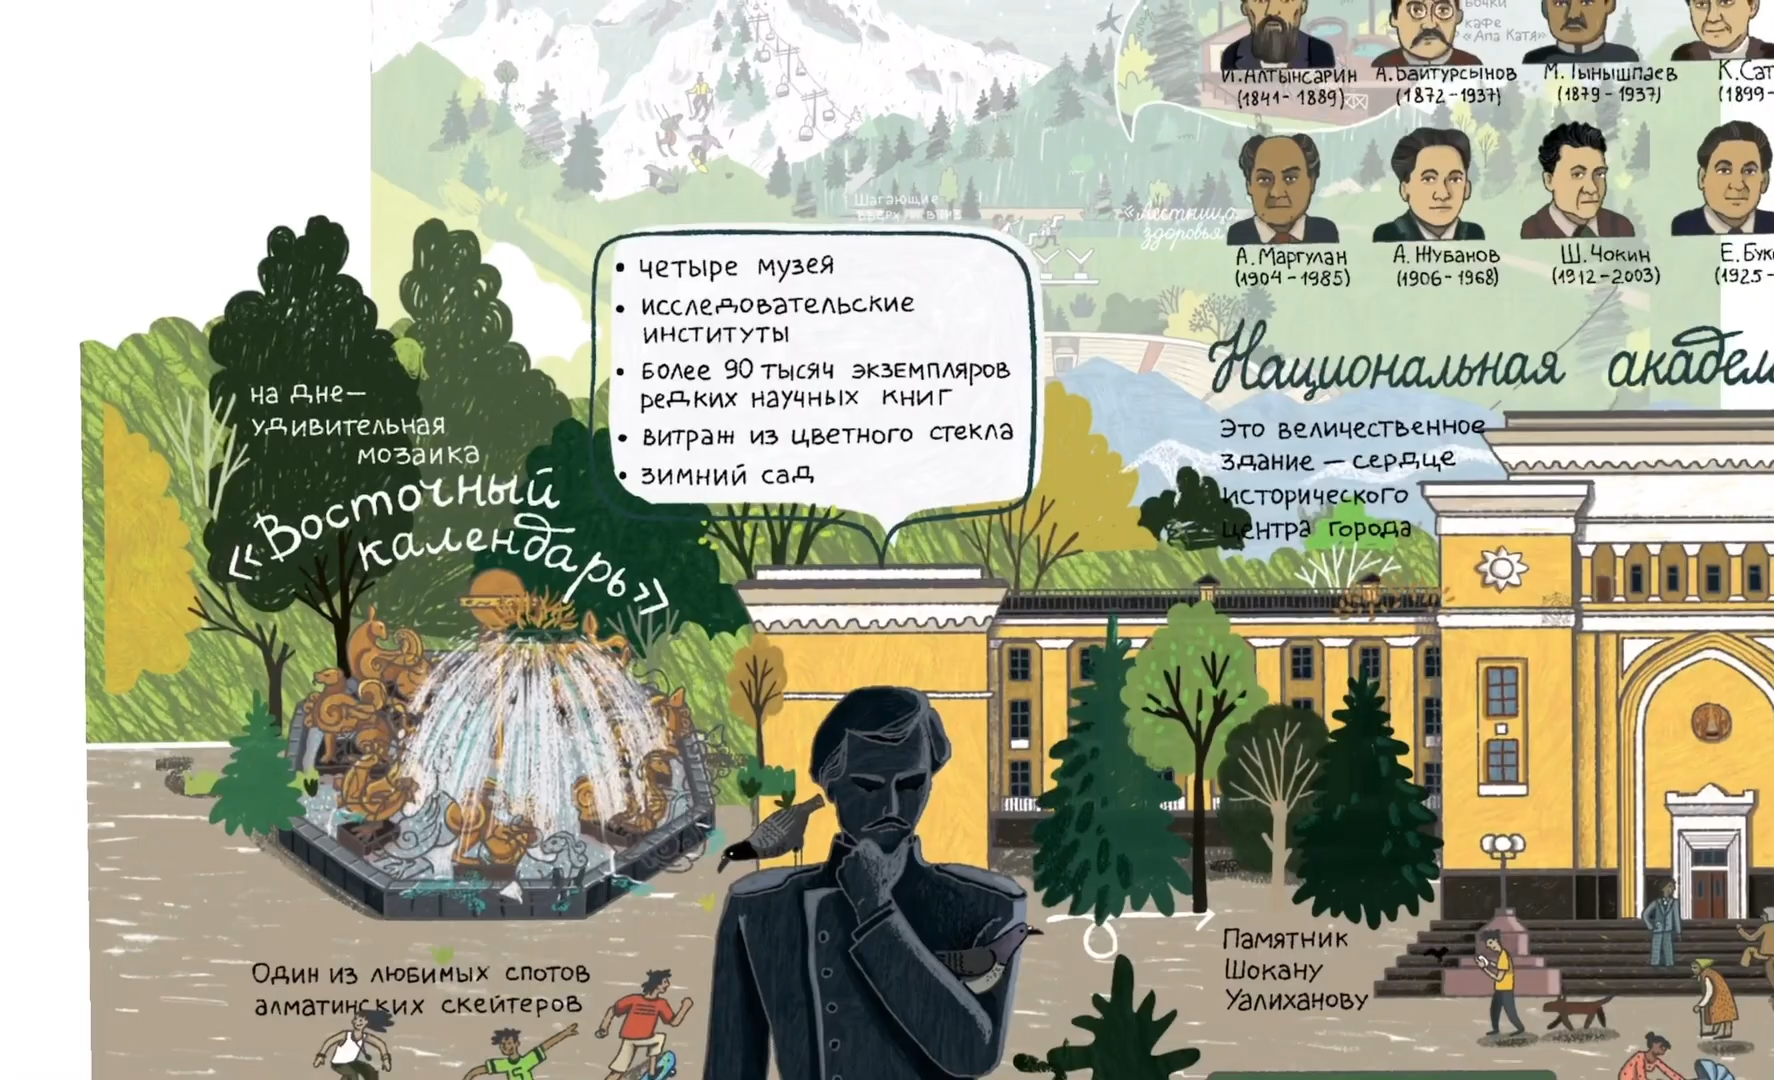 Бочки
кафе
«Апа Катя»
И. Алтынсарин
(1841 - 1889)
А. Байтурсынов
(1872 - 1937)
М. Тынышпаев
(1879 - 1937)
К. Сат
(1899 -
Шагающие
вверх и вниз
«Лестница
здоровья
А. Маргулан
(1904 - 1985)
А. Жубанов
(1906 - 1968)
Ш. Чокин
(1912 - 2003)
Е. Бук
(1925 -
• четыре музея
• исследовательские
институты
• более 90 тысяч экземпляров
редких научных книг
• витраж из цветного стекла
• зимний сад
на дне —
удивительная
мозаика
«Восточный
календарь»
Национальная академ
Это величественное
здание — сердце
исторического
центра города
Памятник
Шокану
Уалиханову
Один из любимых спотов
алматинских скейтеров